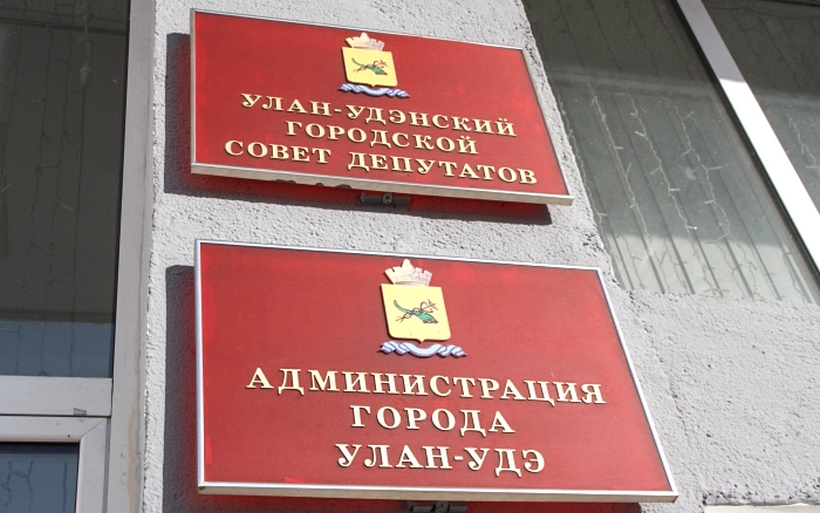 УЛАН-УДЭНСКИЙ
ГОРОДСКОЙ
СОВЕТ ДЕПУТАТОВ
АДМИНИСТРАЦИЯ
ГОРОДА
УЛАН-УДЭ